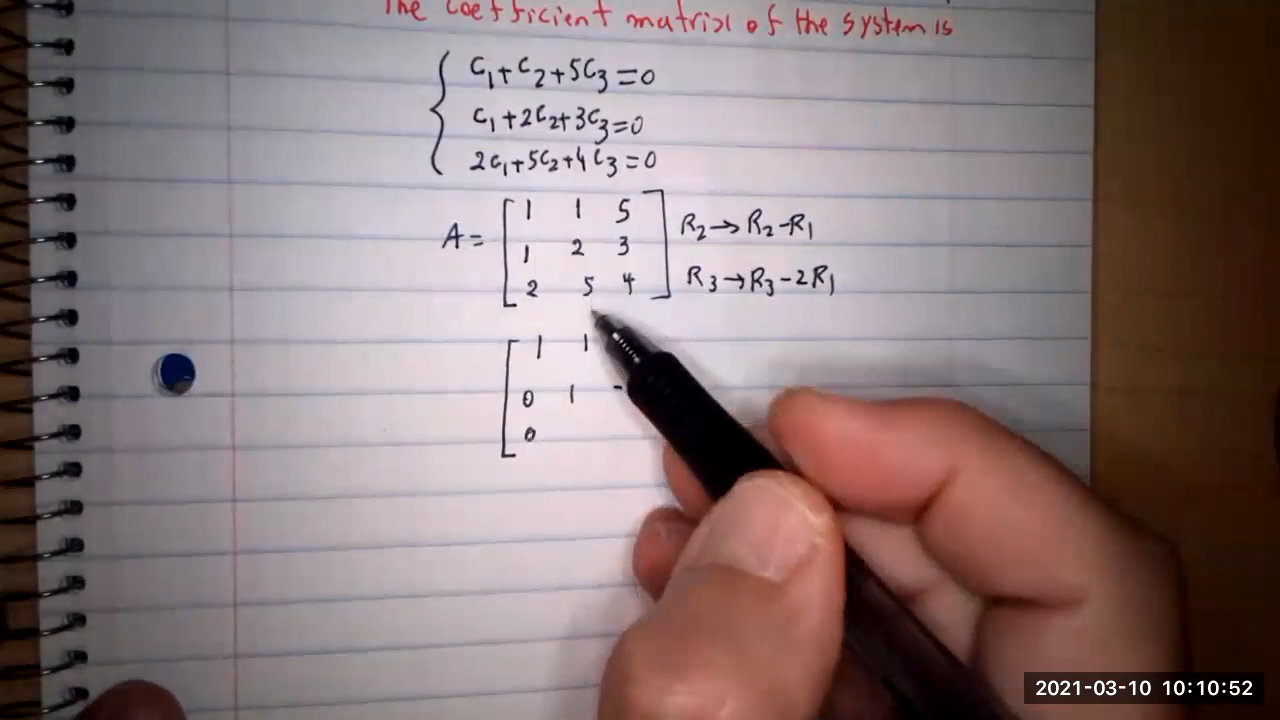 The Coefficient matrix of the system is
C₁+C₂+5C₃=0
C₁+2C₂+3C₃=0
2C₁+5C₂+4C₃=0
A= [ 1 1 5 ] R₂→R₂-R₁
1 2 3
2 5 4 R₃→R₃-2R₁
1 1
0 1 -
0
2021-03-10 10:10:52